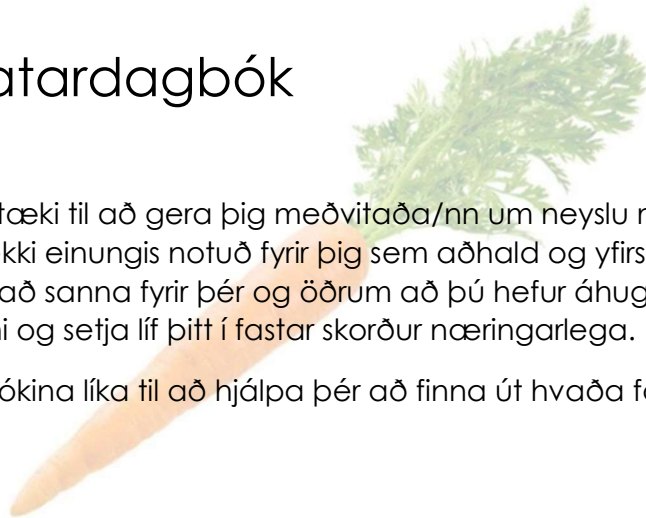 atardagbók
tæki til að gera þig meðvitaða/nn um neyslu
kki einungis notuð fyrir þig sem aðhald og yfirs
að sanna fyrir þér og öðrum að þú hefur áhug
i og setja líf þitt í fastar skorður næringarlega.
ókina líka til að hjálpa þér að finna út hvaða f